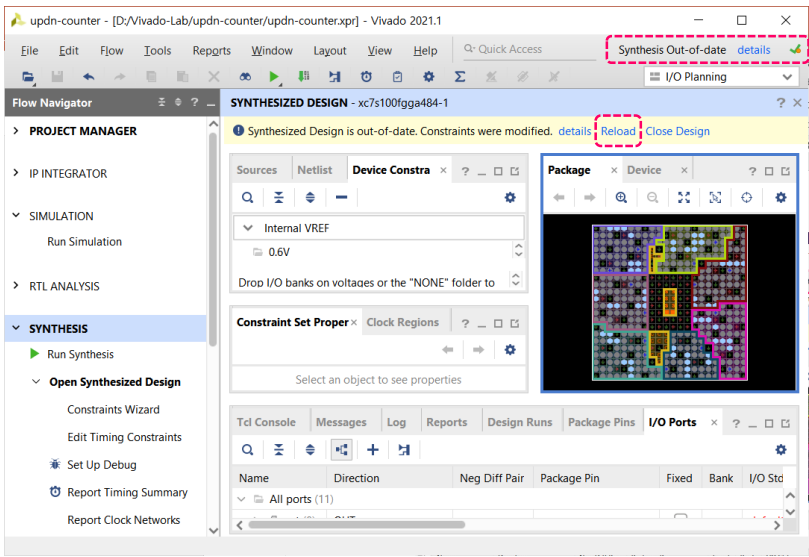 updn-counter - [D:/Vivado-Lab/updn-counter/updn-counter.xpr] - Vivado 2021.1
File Edit Flow Tools Reports Window Layout View Help Quick Access Synthesis Out-of-date details
I/O Planning
Flow Navigator
SYNTHESIZED DESIGN - xc7s100fgga484-1
Synthesized Design is out-of-date. Constraints were modified. details Reload Close Design
PROJECT MANAGER
IP INTEGRATOR
SIMULATION
Run Simulation
RTL ANALYSIS
SYNTHESIS
Run Synthesis
Open Synthesized Design
Constraints Wizard
Edit Timing Constraints
Set Up Debug
Report Timing Summary
Report Clock Networks
Sources Netlist Device Constra
Internal VREF
0.6V
Drop I/O banks on voltages or the "NONE" folder to
Constraint Set Proper Clock Regions
Select an object to see properties
Package Device
Tcl Console Messages Log Reports Design Runs Package Pins I/O Ports
Name Direction Neg Diff Pair Package Pin Fixed Bank I/O Std
All ports (11)